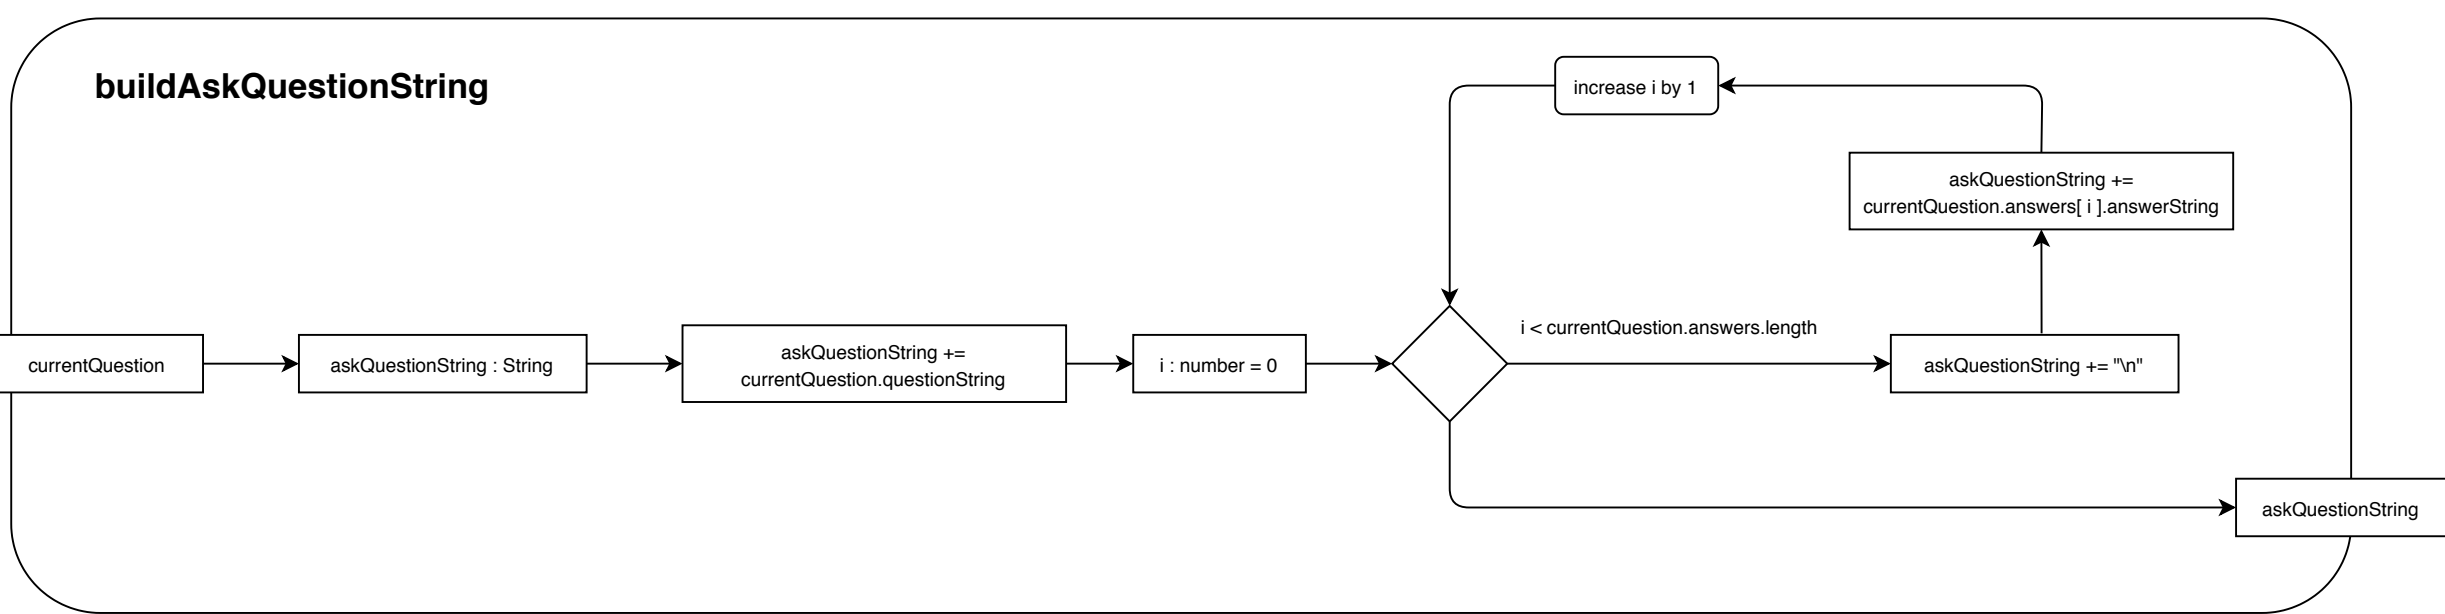 buildAskQuestionString
increase i by 1
askQuestionString +=
currentQuestion.answers[ i ].answerString
i < currentQuestion.answers.length
currentQuestion
askQuestionString : String
askQuestionString +=
currentQuestion.questionString
i : number = 0
askQuestionString += "\n"
askQuestionString